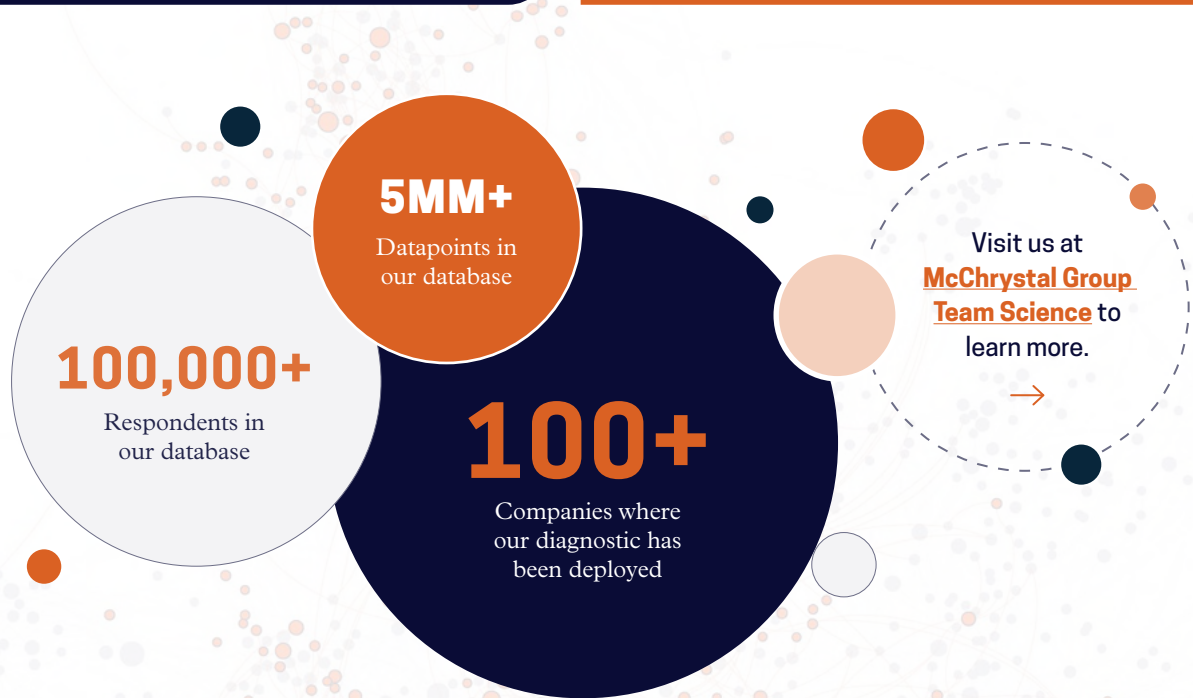 5MM+
Datapoints in
our database
100,000+
Respondents in
our database
100+
Companies where
our diagnostic has
been deployed
Visit us at
McChrystal Group
Team Science to
learn more.